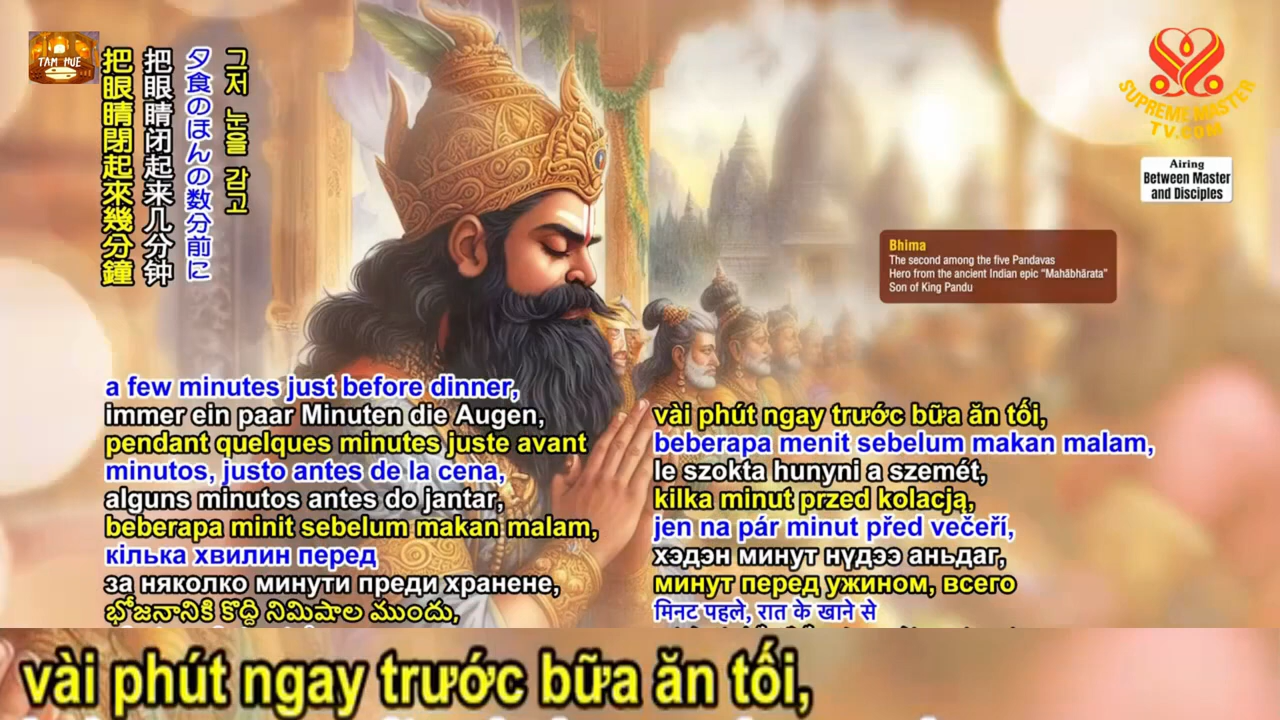 TAM HUE
把眼睛閉起來幾分鐘
把眼睛闭起来几分钟
夕食のほんの数分前に
그저 눈을 감고
SUPREME MASTER
TV.COM
Airing
Between Master
and Disciples
Bhima
The second among the five Pandavas
Hero from the ancient Indian epic “Mahābhārata”
Son of King Pandu
a few minutes just before dinner,
immer ein paar Minuten die Augen,
pendant quelques minutes juste avant
minutos, justo antes de la cena,
alguns minutos antes do jantar,
beberapa minit sebelum makan malam,
кілька хвилин перед
за няколко минути преди хранене,
భోజనానికి కొద్ది నిమిషాల ముందు,
vài phút ngay trước bữa ăn tối,
beberapa menit sebelum makan malam,
le szokta hunyni a szemét,
kilka minut przed kolacją,
jen na pár minut před večeří,
хэдэн минут нүдээ аньдаг,
минут перед ужином, всего
मिनट पहले, रात के खाने से
vài phút ngay trước bữa ăn tối,